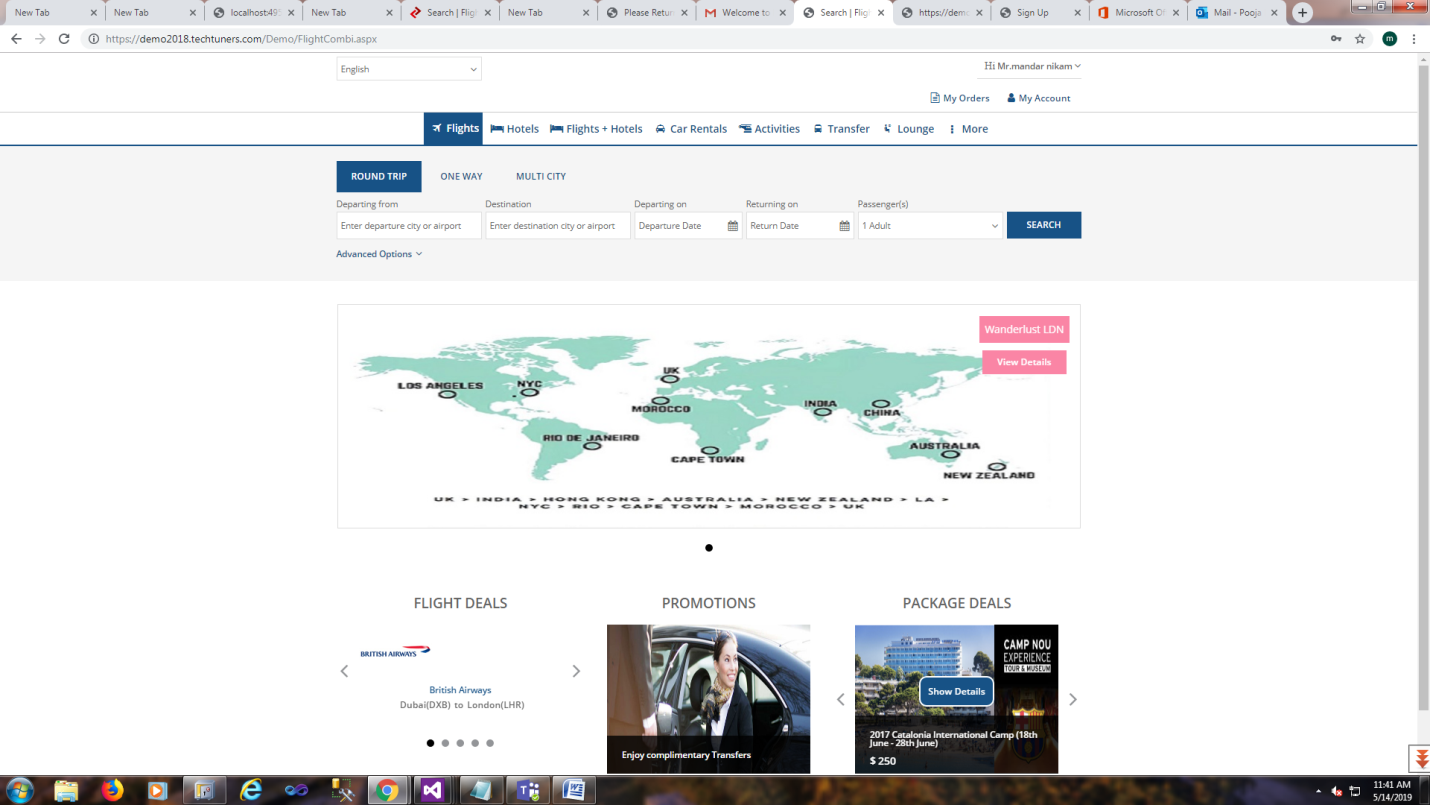 New Tab
New Tab
localhost:49
New Tab
Search | Fligh
New Tab
Please Retur
Welcome to
Search | Fligh
https://demo
Sign Up
Microsoft Of
Mail - Pooja
https://demo2018.techtuners.com/Demo/FlightCombi.aspx
m
English
Hi Mr.mandar nikam
My Orders My Account
Flights Hotels Flights + Hotels Car Rentals Activities Transfer Lounge More
ROUND TRIP ONE WAY MULTI CITY
Departing from Destination Departing on Returning on Passenger(s)
Enter departure city or airport Enter destination city or airport Departure Date Return Date 1 Adult SEARCH
Advanced Options
Wanderlust LDN
View Details
UK
LOS ANGELES
NYC
MOROCCO
INDIA
CHINA
RIO DE JANEIRO
CAPE TOWN
AUSTRALIA
NEW ZEALAND
UK > INDIA > HONG KONG > AUSTRALIA > NEW ZEALAND > LA >
NYC > RIO > CAPE TOWN > MOROCCO > UK
FLIGHT DEALS
BRITISH AIRWAYS
British Airways
Dubai(DXB) to London(LHR)
PROMOTIONS
Enjoy complimentary Transfers
PACKAGE DEALS
CAMP NOU
EXPERIENCE
TOUR & MUSEUM
Show Details
2017 Catalonia International Camp (18th
June - 28th June)
$ 250
11:41 AM
5/14/2019